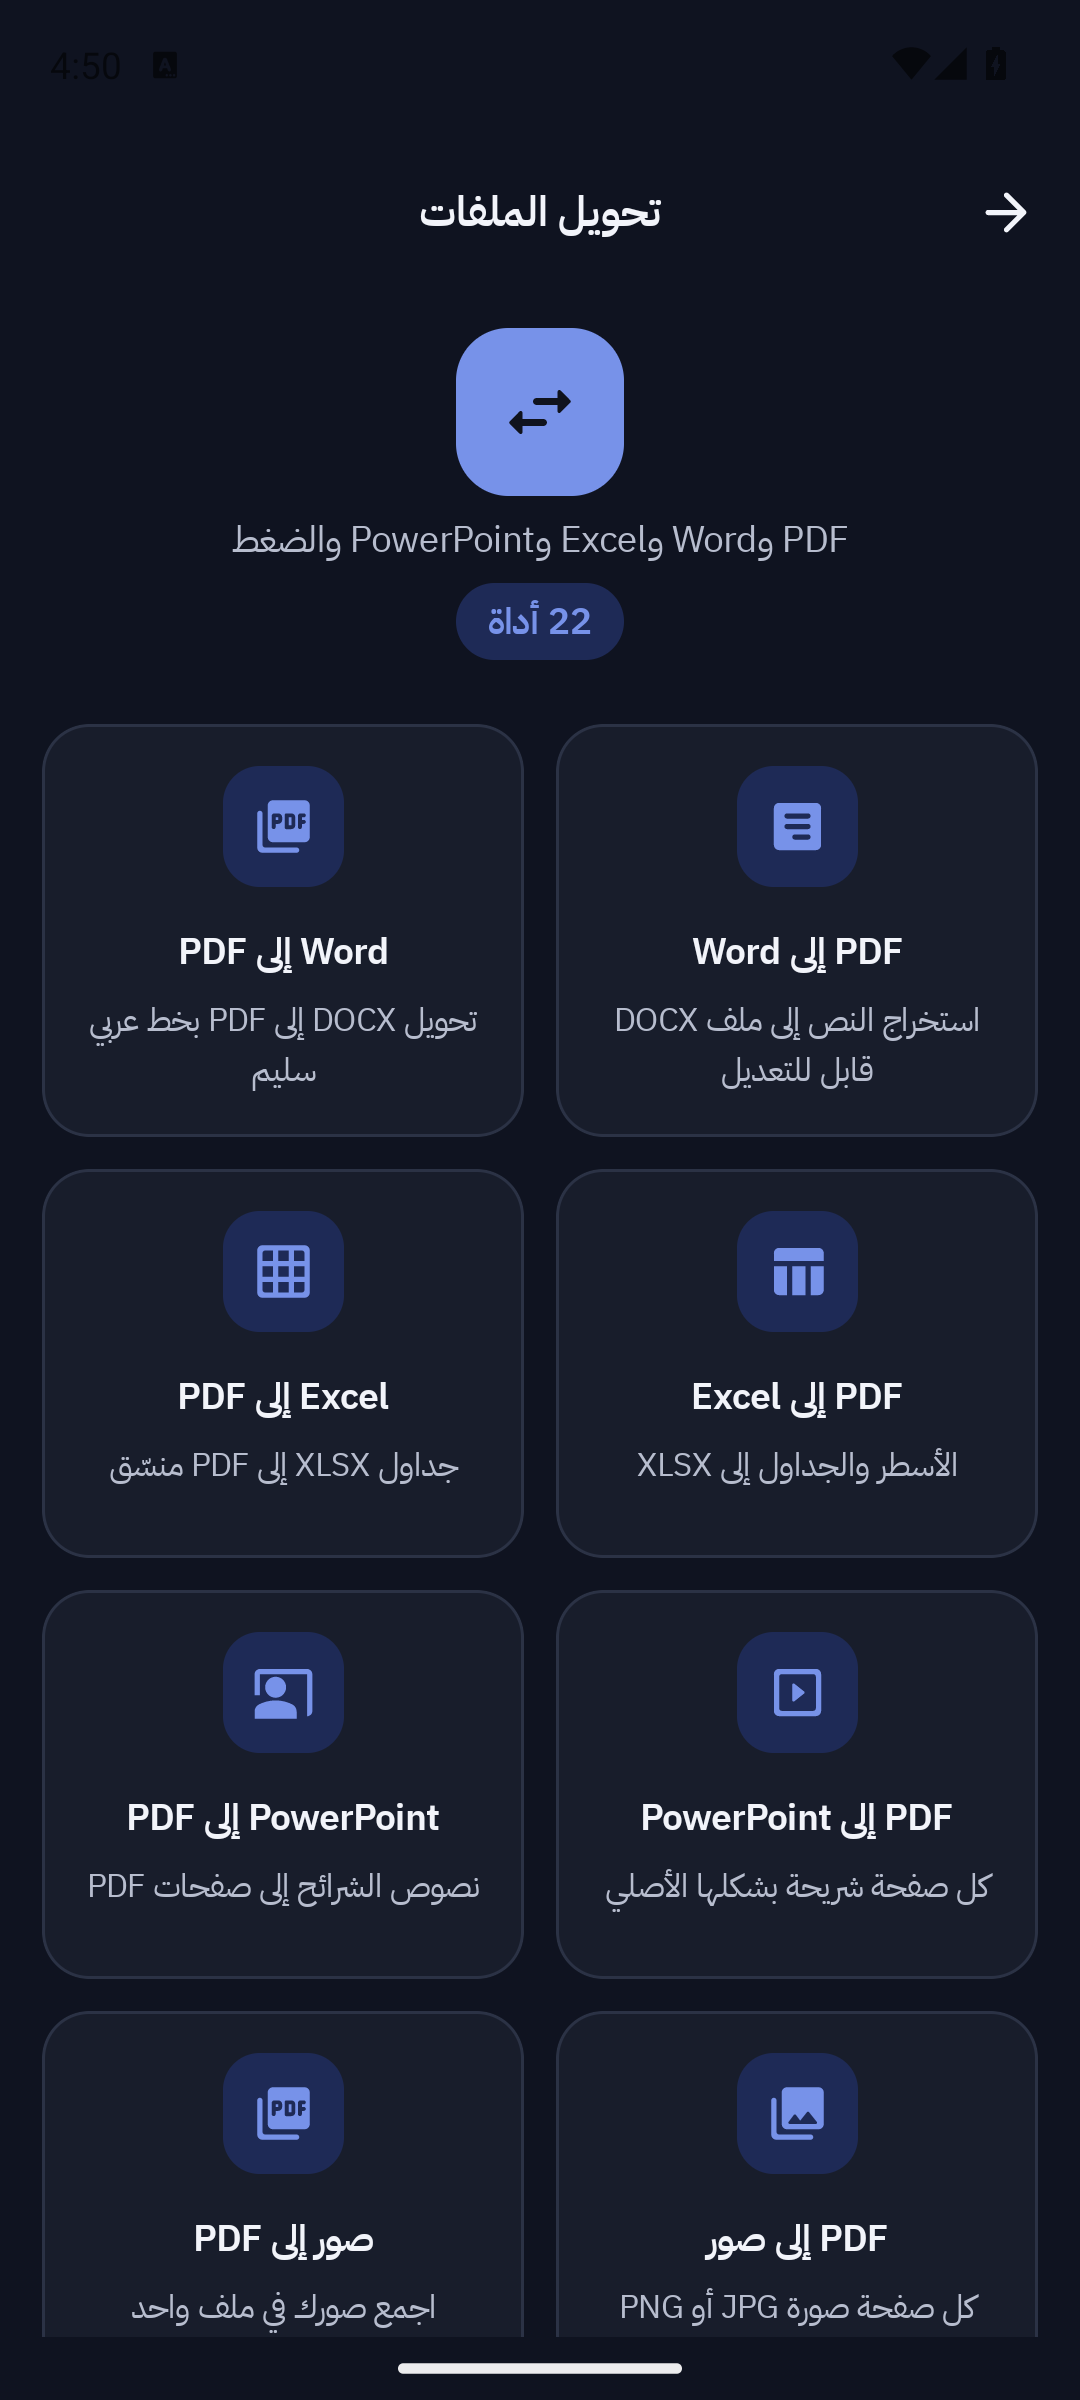 4:50
تحويل الملفات
PDF وWord وExcel وPowerPoint والضغط
22 أداة
PDF إلى Word
استخراج النص إلى ملف DOCX
قابل للتعديل
Word إلى PDF
تحويل DOCX إلى PDF بخط عربي
سليم
PDF إلى Excel
الأسطر والجداول إلى XLSX
Excel إلى PDF
جداول XLSX إلى PDF منسّق
PDF إلى PowerPoint
كل صفحة شريحة بشكلها الأصلي
PowerPoint إلى PDF
نصوص الشرائح إلى صفحات PDF
PDF إلى صور
كل صفحة صورة JPG أو PNG
صور إلى PDF
اجمع صورك في ملف واحد